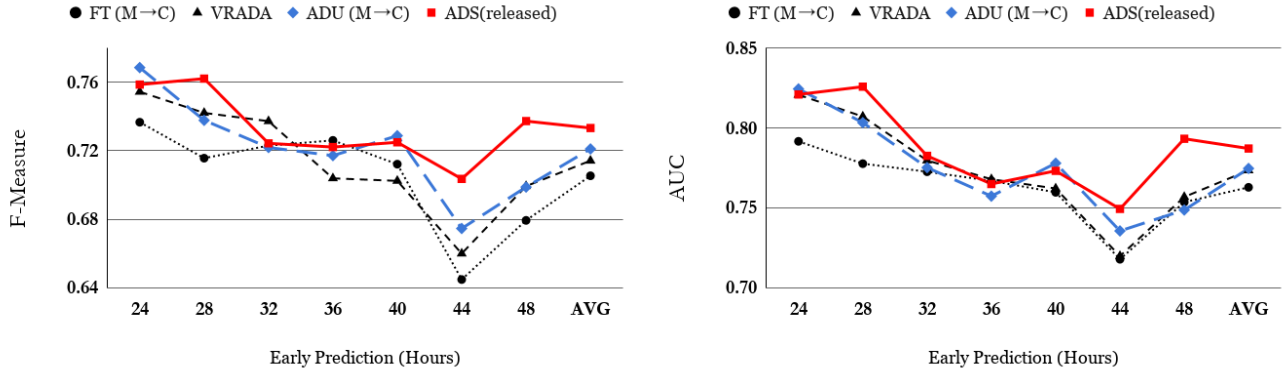 FT (M→C) VRADA ADU (M→C) ADS(released)
0.76
0.72
0.68
0.64
F-Measure
24 28 32 36 40 44 48 AVG
Early Prediction (Hours)
FT (M→C) VRADA ADU (M→C) ADS(released)
0.85
0.80
0.75
0.70
AUC
24 28 32 36 40 44 48 AVG
Early Prediction (Hours)